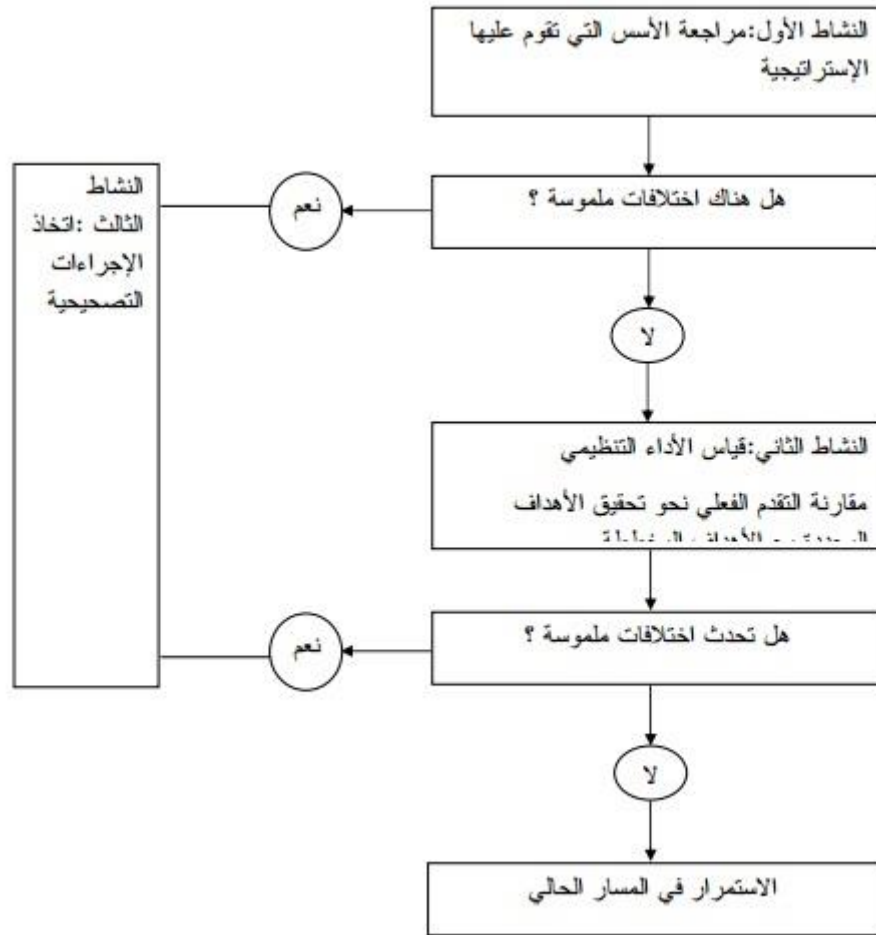 النشاط الأول:مراجعة الأسس التي تقوم عليها
الإستراتيجية
هل هناك اختلافات ملموسة ؟
نعم
النشاط
الثالث :اتخاذ
الإجراءات
التصحيحية
لا
النشاط الثاني:قياس الأداء التنظيمي
مقارنة التقدم الفعلي نحو تحقيق الأهداف
هل تحدث اختلافات ملموسة ؟
نعم
لا
الاستمرار في المسار الحالي